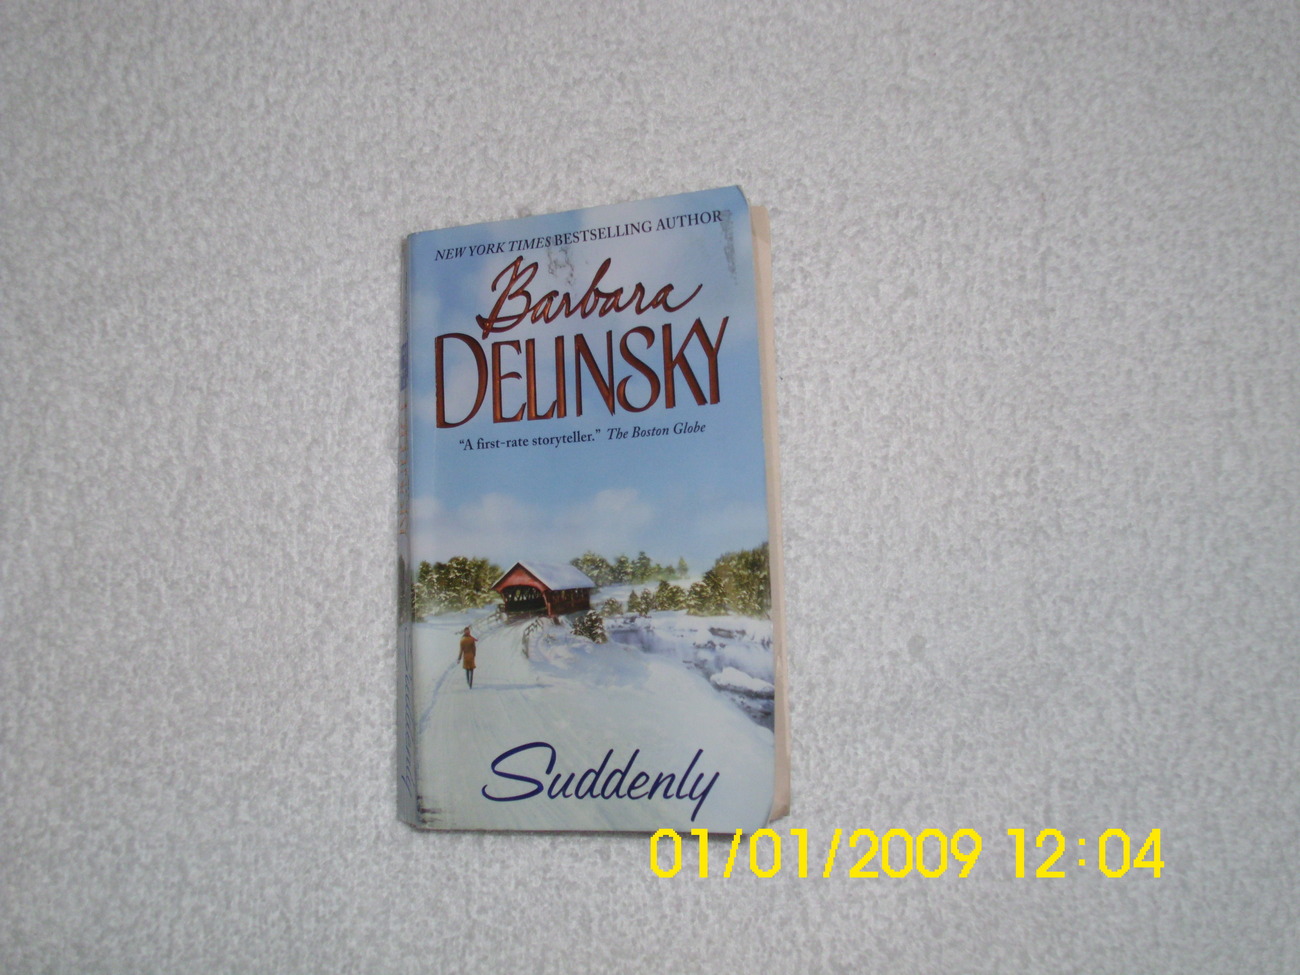 NEW YORK TIMES BESTSELLING AUTHOR
Barbara
DELINSKY
“A first-rate storyteller.” The Boston Globe
Suddenly
01/01/2009 12:04